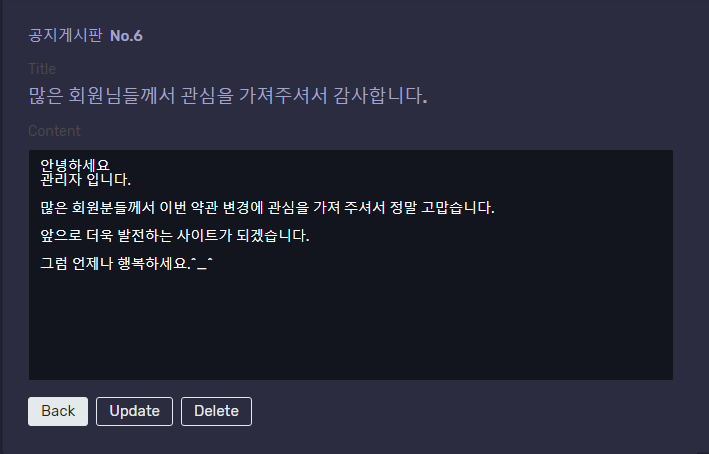 공지게시판 No.6
Title
많은 회원님들께서 관심을 가져주셔서 감사합니다.
Content
안녕하세요
관리자 입니다.
많은 회원분들께서 이번 약관 변경에 관심을 가져 주셔서 정말 고맙습니다.
앞으로 더욱 발전하는 사이트가 되겠습니다.
그럼 언제나 행복하세요.^_^
Back Update Delete